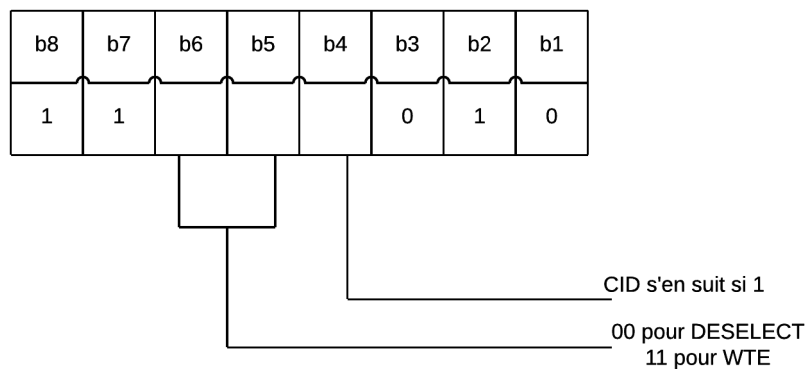 b8 b7 b6 b5 b4 b3 b2 b1
1 1 0 1 0
CID s'en suit si 1
00 pour DESELECT
11 pour WTE